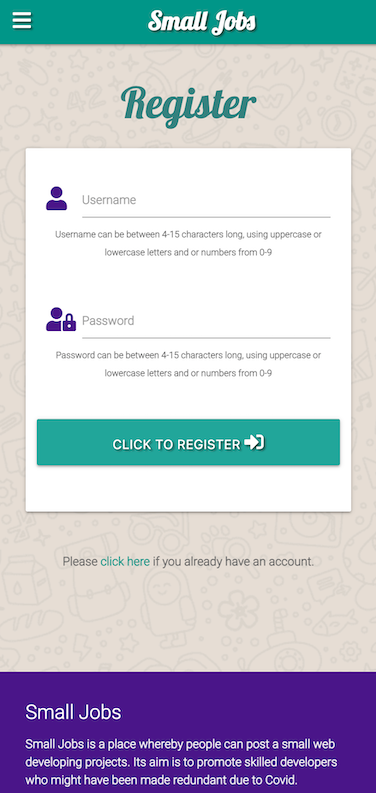 Small Jobs
Register
Username
Username can be between 4-15 characters long, using uppercase or
lowercase letters and or numbers from 0-9
Password
Password can be between 4-15 characters long, using uppercase or
lowercase letters and or numbers from 0-9
CLICK TO REGISTER
Please click here if you already have an account.
Small Jobs
Small Jobs is a place whereby people can post a small web
developing projects. Its aim is to promote skilled developers
who might have been made redundant due to Covid.